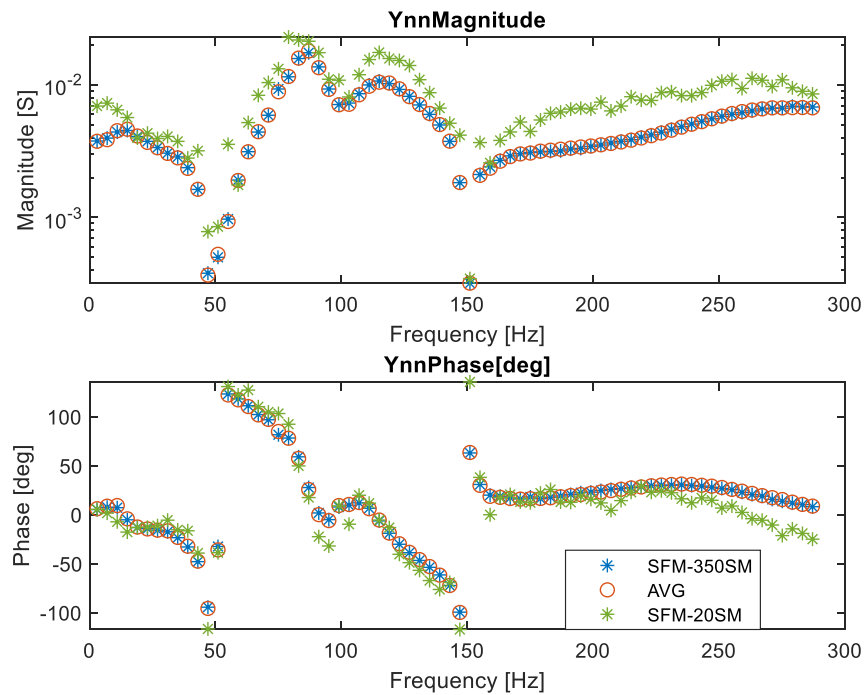 YnnMagnitude
Magnitude [S]
10-2
10-3
0 50 100 150 200 250 300
Frequency [Hz]
YnnPhase[deg]
Phase [deg]
100
50
0
-50
-100
SFM-350SM
AVG
SFM-20SM
0 50 100 150 200 250 300
Frequency [Hz]